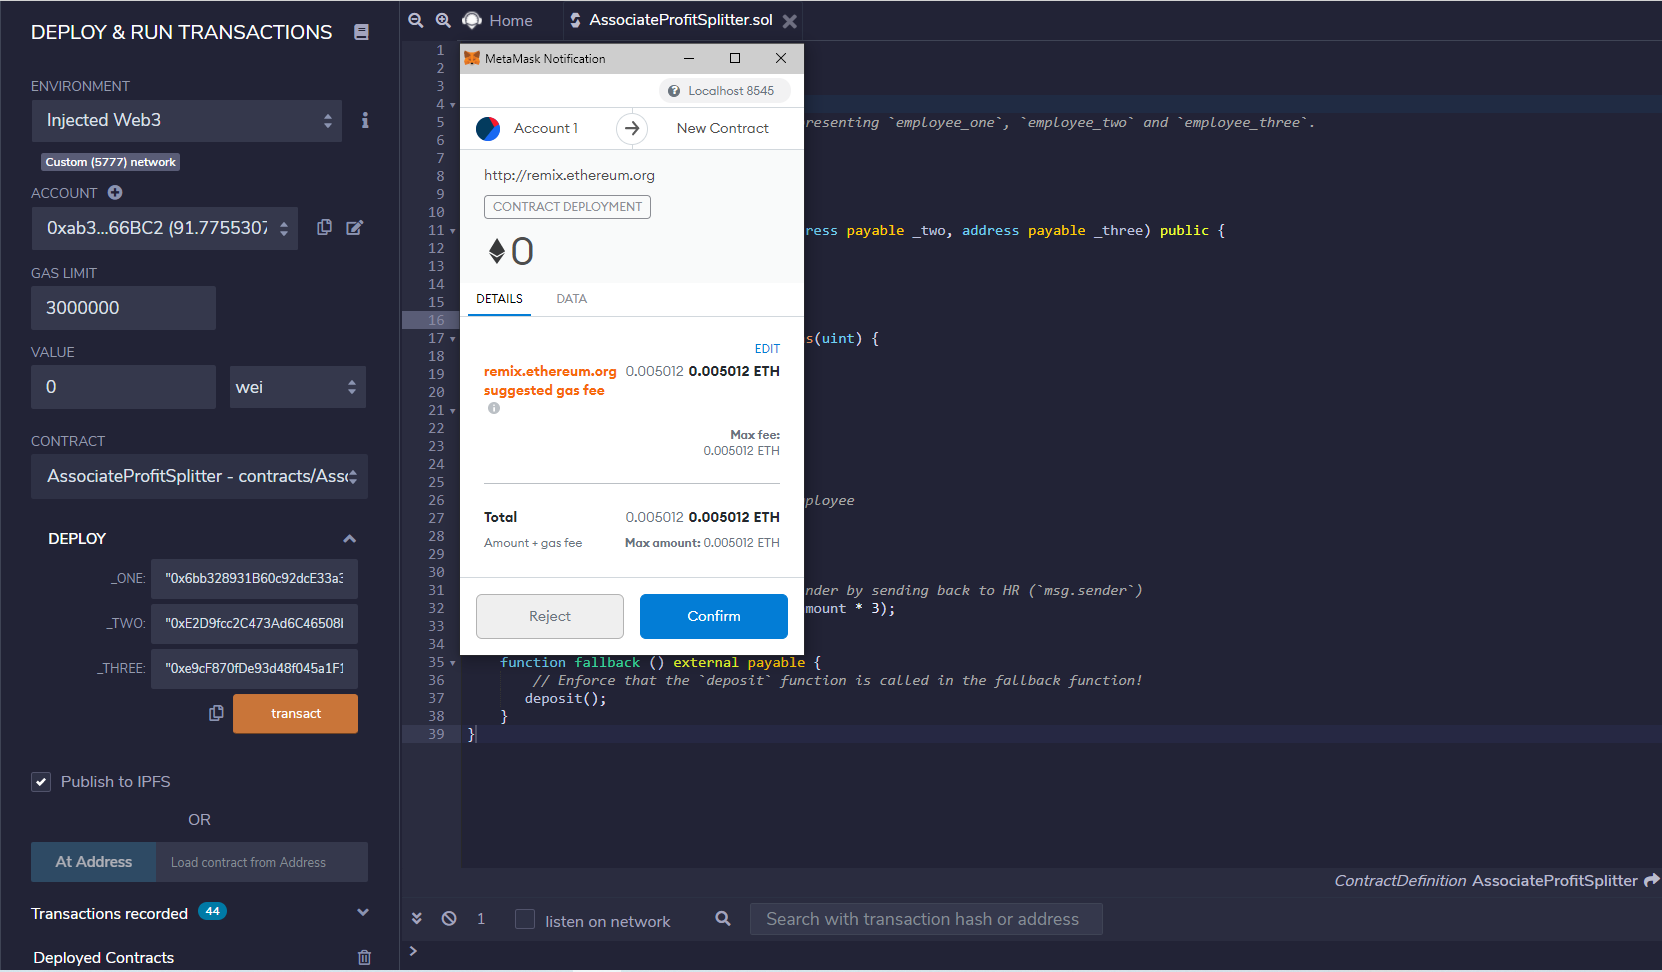 DEPLOY & RUN TRANSACTIONS
ENVIRONMENT
Injected Web3
Custom (5777) network
ACCOUNT
0xab3...66BC2 (91.7755307
GAS LIMIT
3000000
VALUE
0
wei
CONTRACT
AssociateProfitSplitter - contracts/Asso
DEPLOY
_ONE:
"0x6bb328931B60c92dcE33a3
_TWO:
"0xE2D9fcc2C473Ad6C46508
_THREE:
"0xe9cF870fDe93d48f045a1F1
transact
Publish to IPFS
OR
At Address
Load contract from Address
Transactions recorded 44
Deployed Contracts
Home
AssociateProfitSplitter.sol
MetaMask Notification
Localhost 8545
Account 1
New Contract
http://remix.ethereum.org
CONTRACT DEPLOYMENT
0
DETAILS
DATA
EDIT
remix.ethereum.org 0.005012 0.005012 ETH
suggested gas fee
Max fee:
0.005012 ETH
Total 0.005012 0.005012 ETH
Amount + gas fee Max amount: 0.005012 ETH
Reject
Confirm
1
2
3
4
5 resenting `employee_one`, `employee_two` and `employee_three`.
6
7
8
9
10
11 ress payable _two, address payable _three) public {
12
13
14
15
16
17 s(uint) {
18
19
20
21
22
23
24
25
26 ployee
27
28
29
30
31 nder by sending back to HR (`msg.sender`)
32 mount * 3);
33
34
35 function fallback () external payable {
36 // Enforce that the `deposit` function is called in the fallback function!
37 deposit();
38 }
39 }
ContractDefinition AssociateProfitSplitter
1
listen on network
Search with transaction hash or address
>